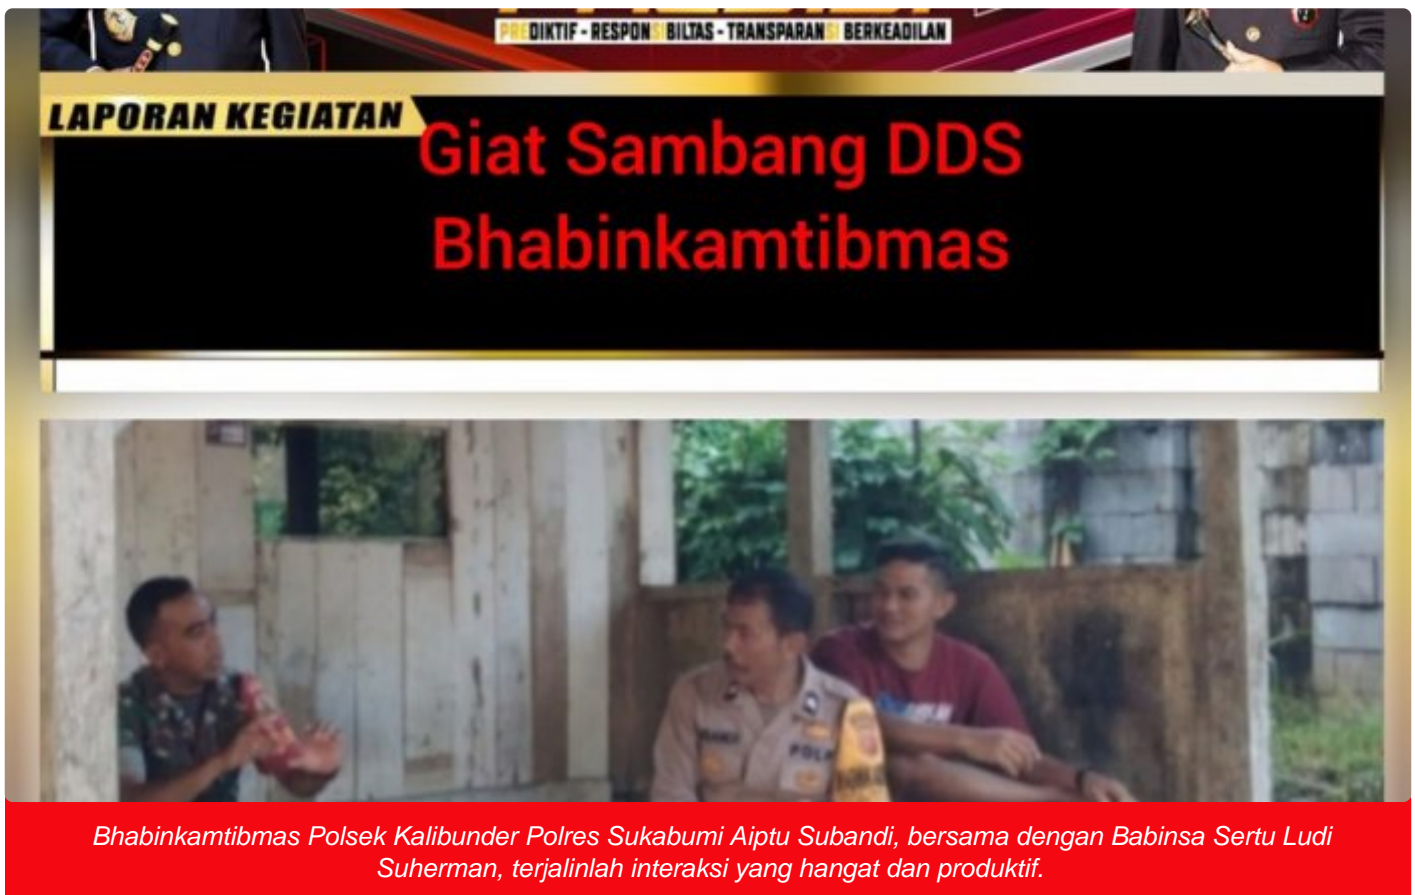 PREDIKTIF - RESPONSIBILTAS - TRANSPARANSI BERKEADILAN
LAPORAN KEGIATAN
Giat Sambang DDS
Bhabinkamtibmas
POLR
Bhabinkamtibmas Polsek Kalibunder Polres Sukabumi Aiptu Subandi, bersama dengan Babinsa Sertu Ludi
Suherman, terjalinlah interaksi yang hangat dan produktif.